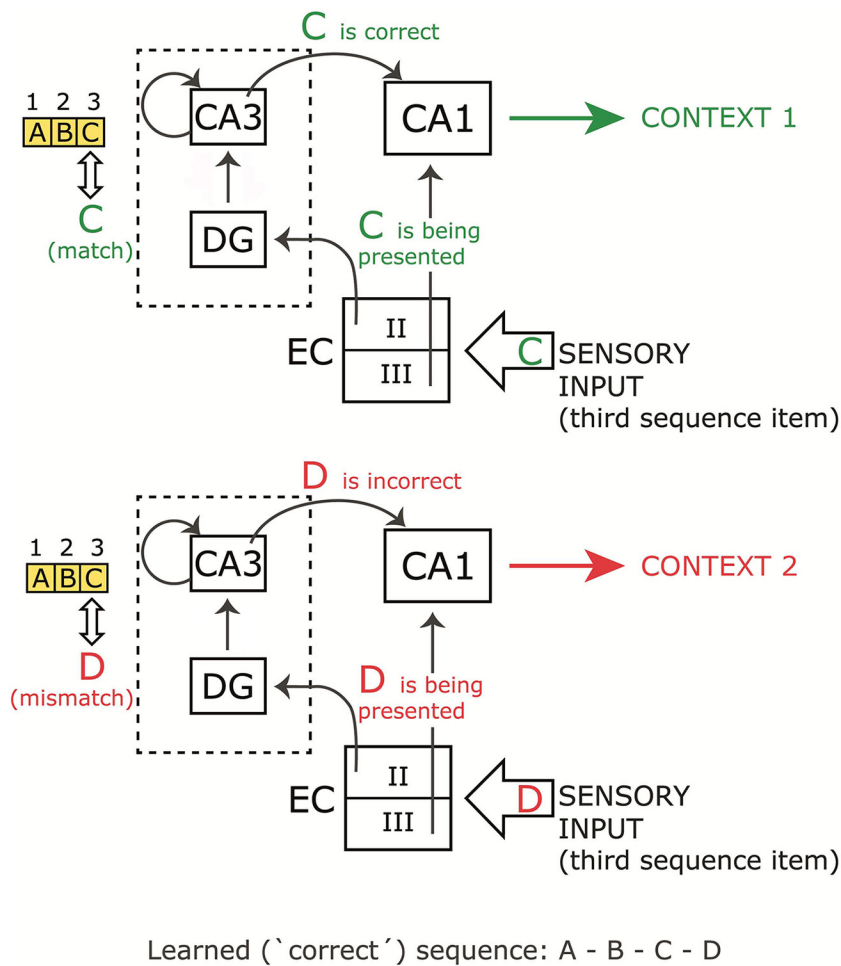 C is correct
1 2 3
A B C
CA3
CA1
CONTEXT 1
C
(match)
DG
C is being
presented
EC
II
III
C
SENSORY
INPUT
(third sequence item)
D is incorrect
1 2 3
A B C
CA3
CA1
CONTEXT 2
D
(mismatch)
DG
D is being
presented
EC
II
III
D
SENSORY
INPUT
(third sequence item)
Learned (`correct´) sequence: A - B - C - D